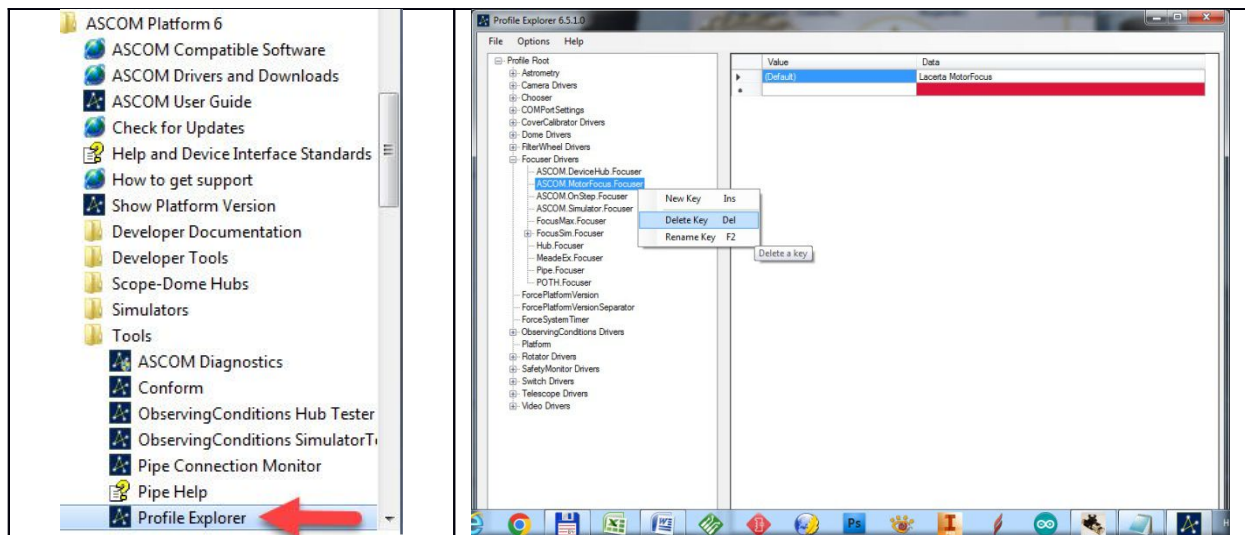 ASCOM Platform 6
ASCOM Compatible Software
ASCOM Drivers and Downloads
ASCOM User Guide
Check for Updates
Help and Device Interface Standards
How to get support
Show Platform Version
Developer Documentation
Developer Tools
Scope-Dome Hubs
Simulators
Tools
ASCOM Diagnostics
Conform
ObservingConditions Hub Tester
ObservingConditions SimulatorT
Pipe Connection Monitor
Pipe Help
Profile Explorer
Profile Explorer 6.5.1.0
File Options Help
Profile Root
Astrometry
Camera Drivers
Chooser
COMPortSettings
CoverCalibrator Drivers
Dome Drivers
FilterWheel Drivers
Focuser Drivers
ASCOM.DeviceHub.Focuser
ASCOM.MotorFocus.Focuser
ASCOM.OnStep.Focuser
ASCOM.Simulator.Focuser
FocusMax.Focuser
FocusSim.Focuser
Hub.Focuser
MeadeEx.Focuser
Pipe.Focuser
POTH.Focuser
ForcePlatformVersion
ForcePlatformVersionSeparator
ForceSystemTimer
ObservingConditions Drivers
Platform
Rotator Drivers
SafetyMonitor Drivers
Switch Drivers
Telescope Drivers
Video Drivers
Value Data
(Default) Lacerta MotorFocus
New Key Ins
Delete Key Del
Rename Key F2
Delete a key
Ps